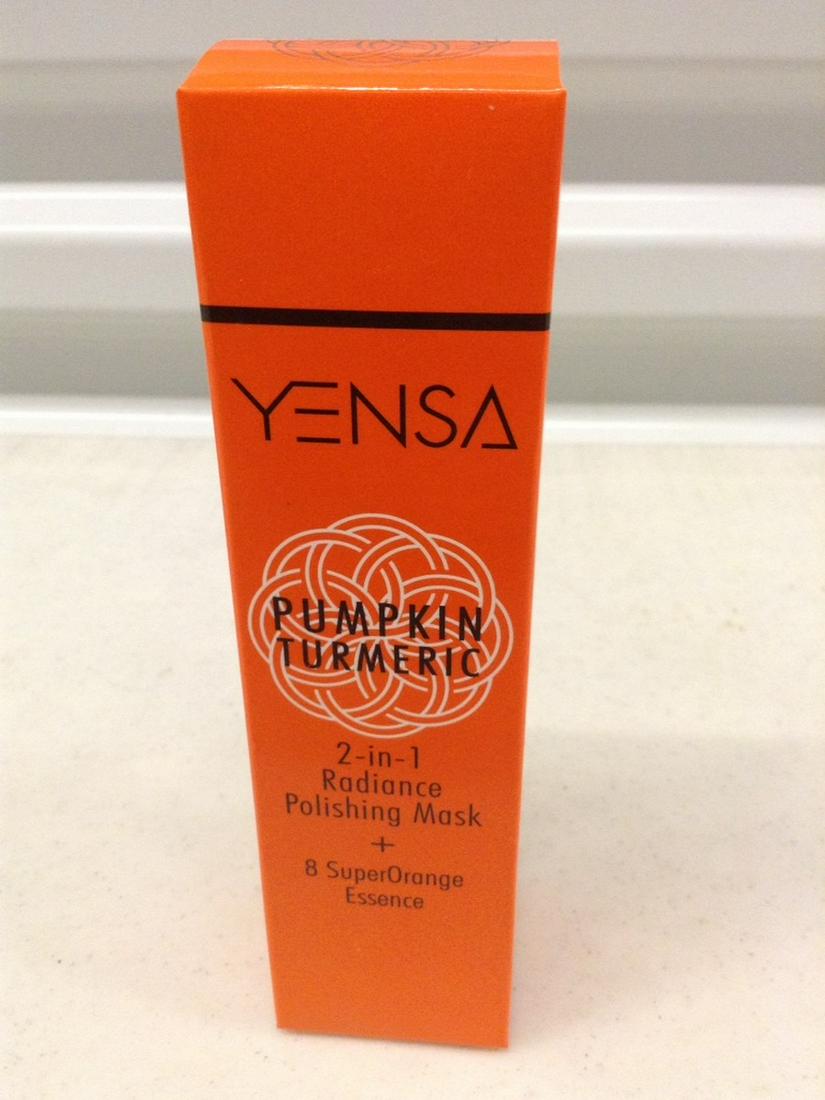 YENSA
PUMPKIN
TURMERIC
2-in-1
Radiance
Polishing Mask
+
8 SuperOrange
Essence